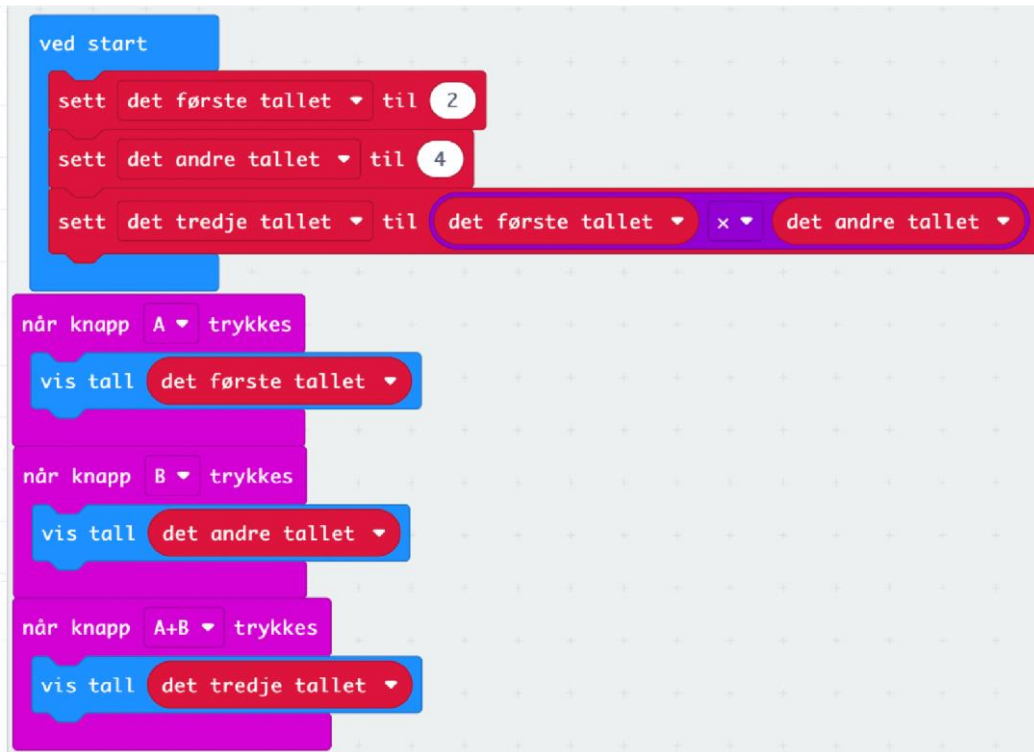 ved start
sett det første tallet til 2
sett det andre tallet til 4
sett det tredje tallet til det første tallet × det andre tallet
når knapp A trykkes
vis tall det første tallet
når knapp B trykkes
vis tall det andre tallet
når knapp A+B trykkes
vis tall det tredje tallet